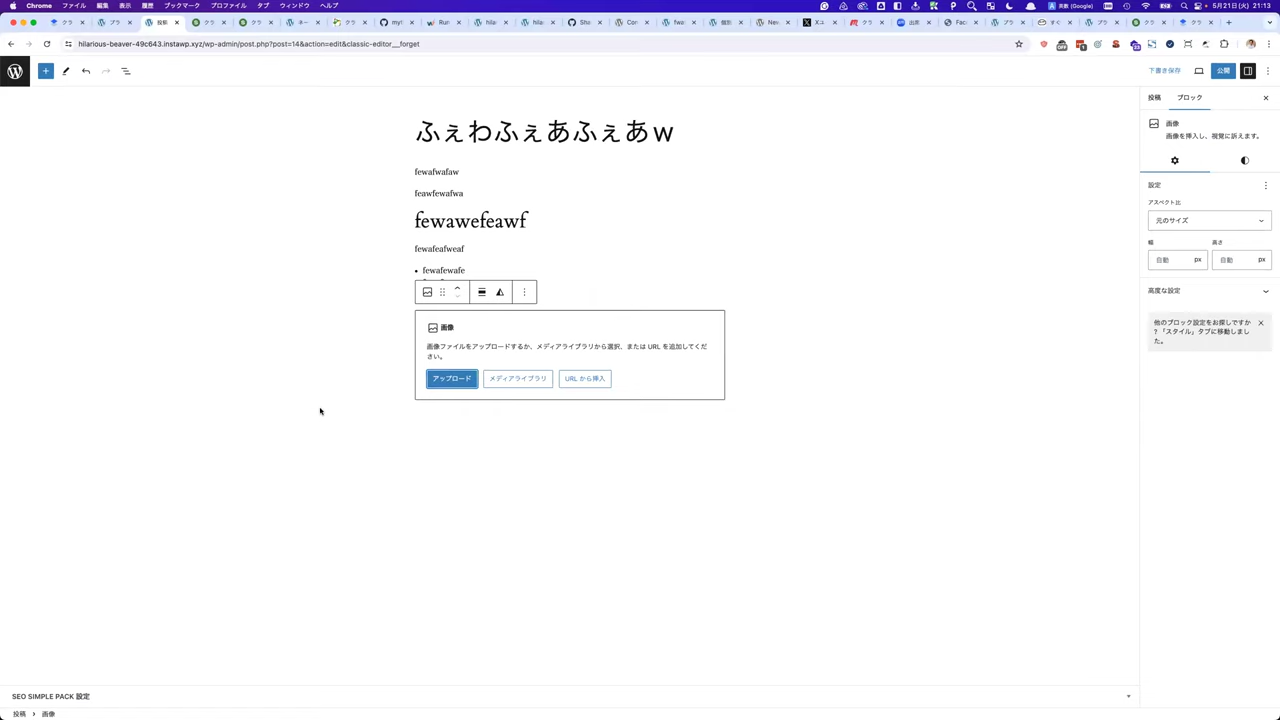 Chrome ファイル 編集 表示 履歴 ブックマーク プロファイル タブ ウィンドウ ヘルプ
英数 (Google) 5月21日(火) 21:13
hilarious-beaver-49c643.instawp.xyz/wp-admin/post.php?post=14&action=edit&classic-editor__forget
下書き保存 公開
投稿 ブロック
ふぇわふぇあふぇあw
fewafwafaw
feawfewafwa
fewawefeawf
fewafeafweaf
• fewafewafe
画像
画像ファイルをアップロードするか、メディアライブラリから選択、または URL を追加してくだ
さい。
アップロード メディアライブラリ URL から挿入
画像
画像を挿入し、視覚に訴えます。
設定
アスペクト比
元のサイズ
幅 高さ
自動 px 自動 px
高度な設定
他のブロック設定をお探しですか
? 「スタイル」タブに移動しまし
た。
SEO SIMPLE PACK 設定
投稿 › 画像